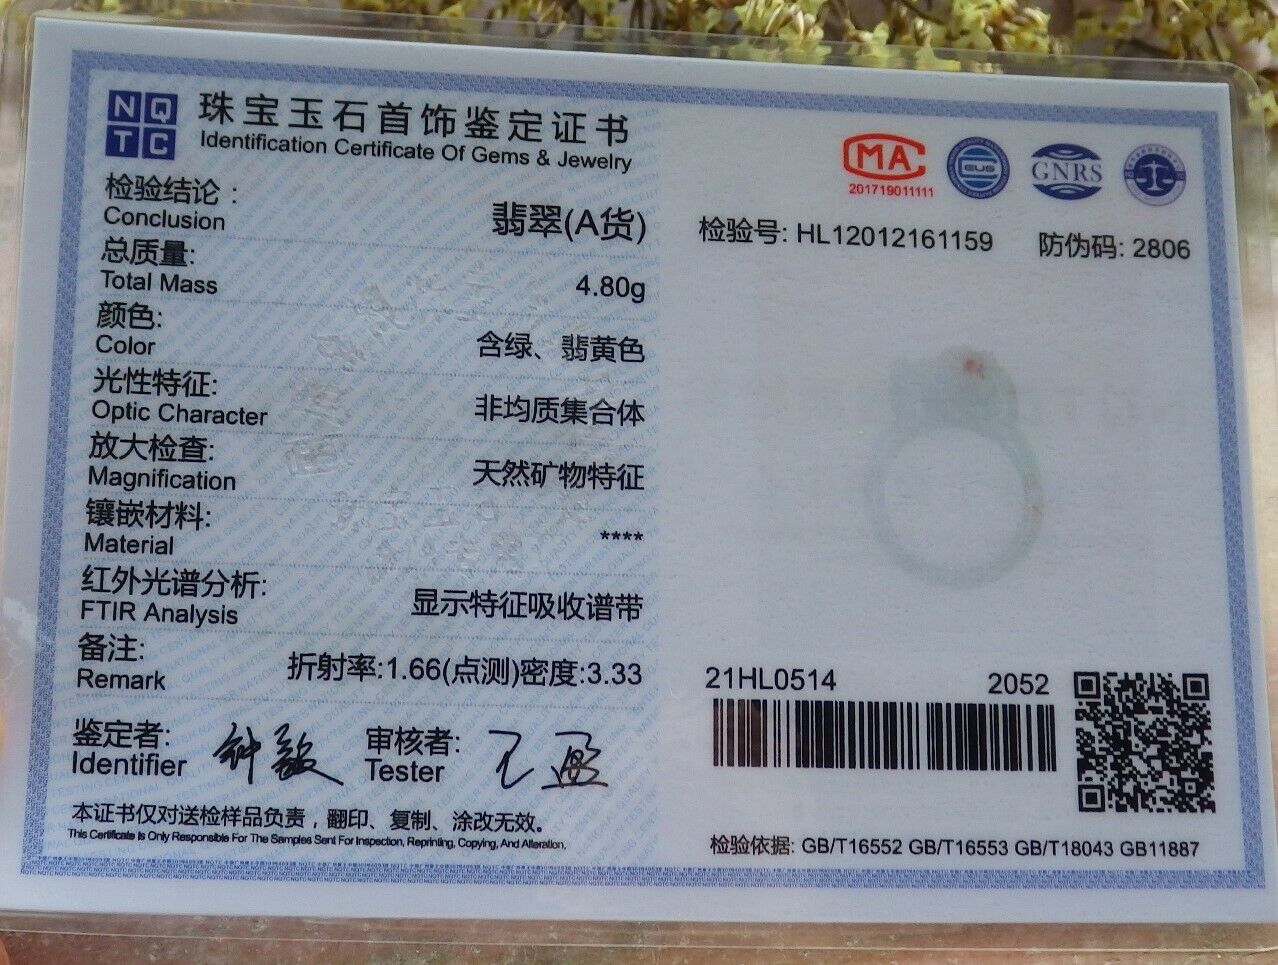 NQTC
珠宝玉石首饰鉴定证书
Identification Certificate Of Gems & Jewelry
检验结论：
Conclusion
翡翠(A货)
总质量:
Total Mass
4.80g
颜色:
Color
含绿、翡黄色
光性特征:
Optic Character
非均质集合体
放大检查:
Magnification
天然矿物特征
镶嵌材料:
Material
****
红外光谱分析:
FTIR Analysis
显示特征吸收谱带
备注:
Remark
折射率:1.66(点测)密度:3.33
鉴定者:
Identifier
审核者:
Tester
本证书仅对送检样品负责，翻印、复制、涂改无效。
This Certificate Is Only Responsible For The Samples Sent For Inspection, Reprinting, Copying, And Alteration.
CMA
201719011111
EUS
GNRS
检验号: HL12012161159
防伪码: 2806
21HL0514
2052
检验依据: GB/T16552 GB/T16553 GB/T18043 GB11887